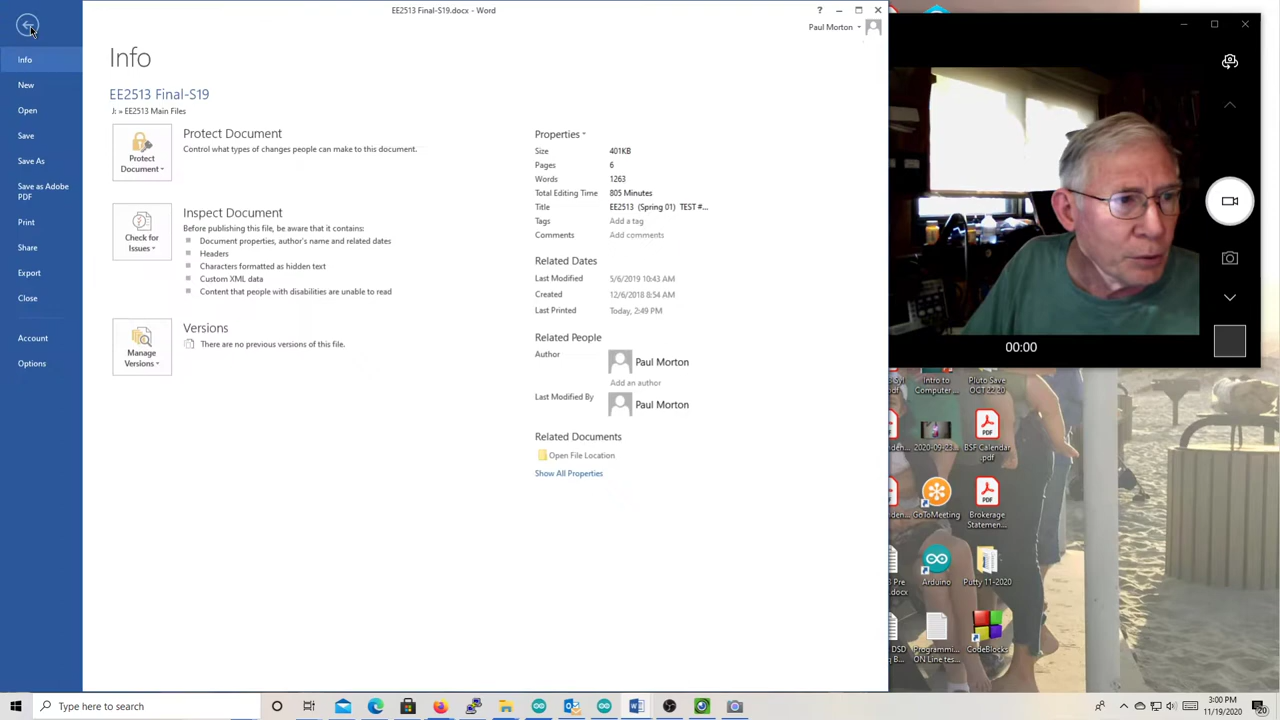 EE2513 Final-S19.docx - Word
?
Paul Morton
Info
New
Open
Save
Save As
Save as Adobe
PDF
Print
Share
Export
Close
Account
Options
Info
EE2513 Final-S19
J: » EE2513 Main Files
Protect
Document
Protect Document
Control what types of changes people can make to this document.
Check for
Issues
Inspect Document
Before publishing this file, be aware that it contains:
Document properties, author's name and related dates
Headers
Characters formatted as hidden text
Custom XML data
Content that people with disabilities are unable to read
Manage
Versions
Versions
There are no previous versions of this file.
Properties
Size 401KB
Pages 6
Words 1263
Total Editing Time 805 Minutes
Title EE2513 (Spring 01) TEST #...
Tags Add a tag
Comments Add comments
Related Dates
Last Modified 5/6/2019 10:43 AM
Created 12/6/2018 8:54 AM
Last Printed Today, 2:49 PM
Related People
Author Paul Morton
Add an author
Last Modified By Paul Morton
Related Documents
Open File Location
Show All Properties
00:00
Intro to
Computer ...
Pluto Save
OCT 22 20
2020-09-23...
BSF Calendar
.pdf
GoToMeeting
Brokerage
Statemen...
Arduino
Putty 11-2020
Programmi...
ON Line tes...
CodeBlocks
Type here to search
3:00 PM
11/19/2020
20